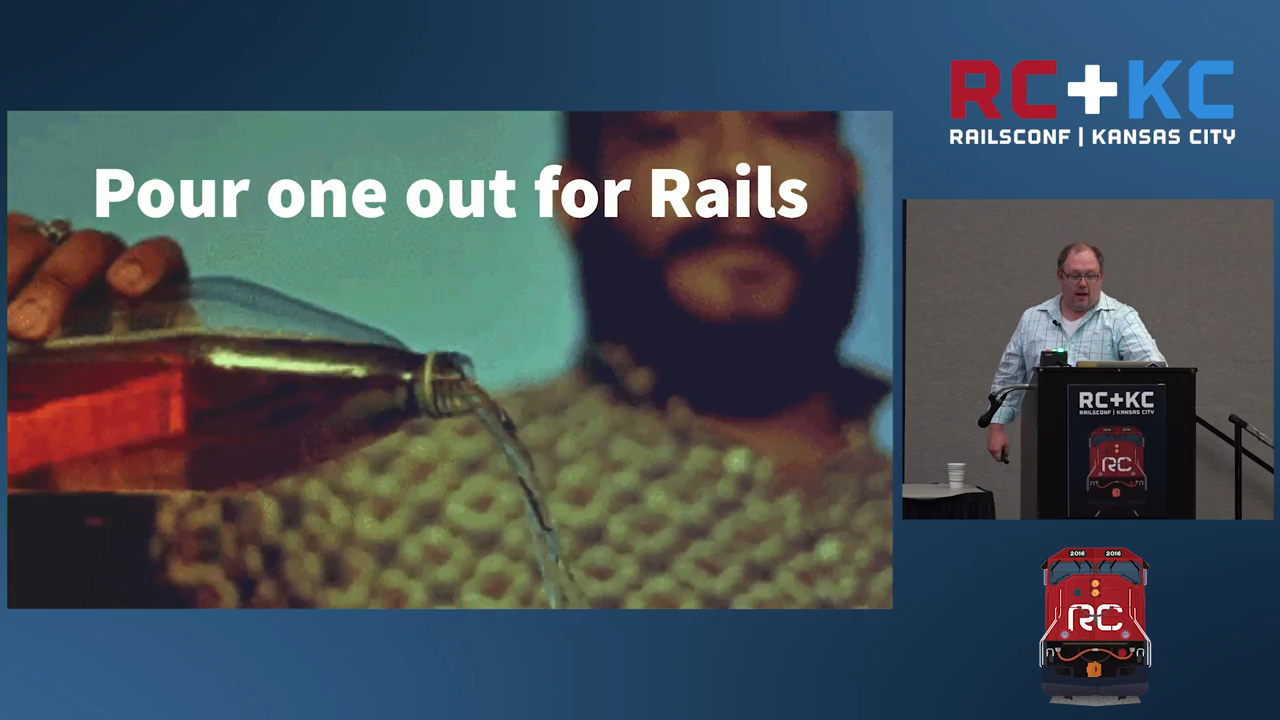 Pour one out for Rails
RC+KC
RAILSCONF | KANSAS CITY
RC+KC
RAILSCONF | KANSAS CITY
RC
2016 2016
RC